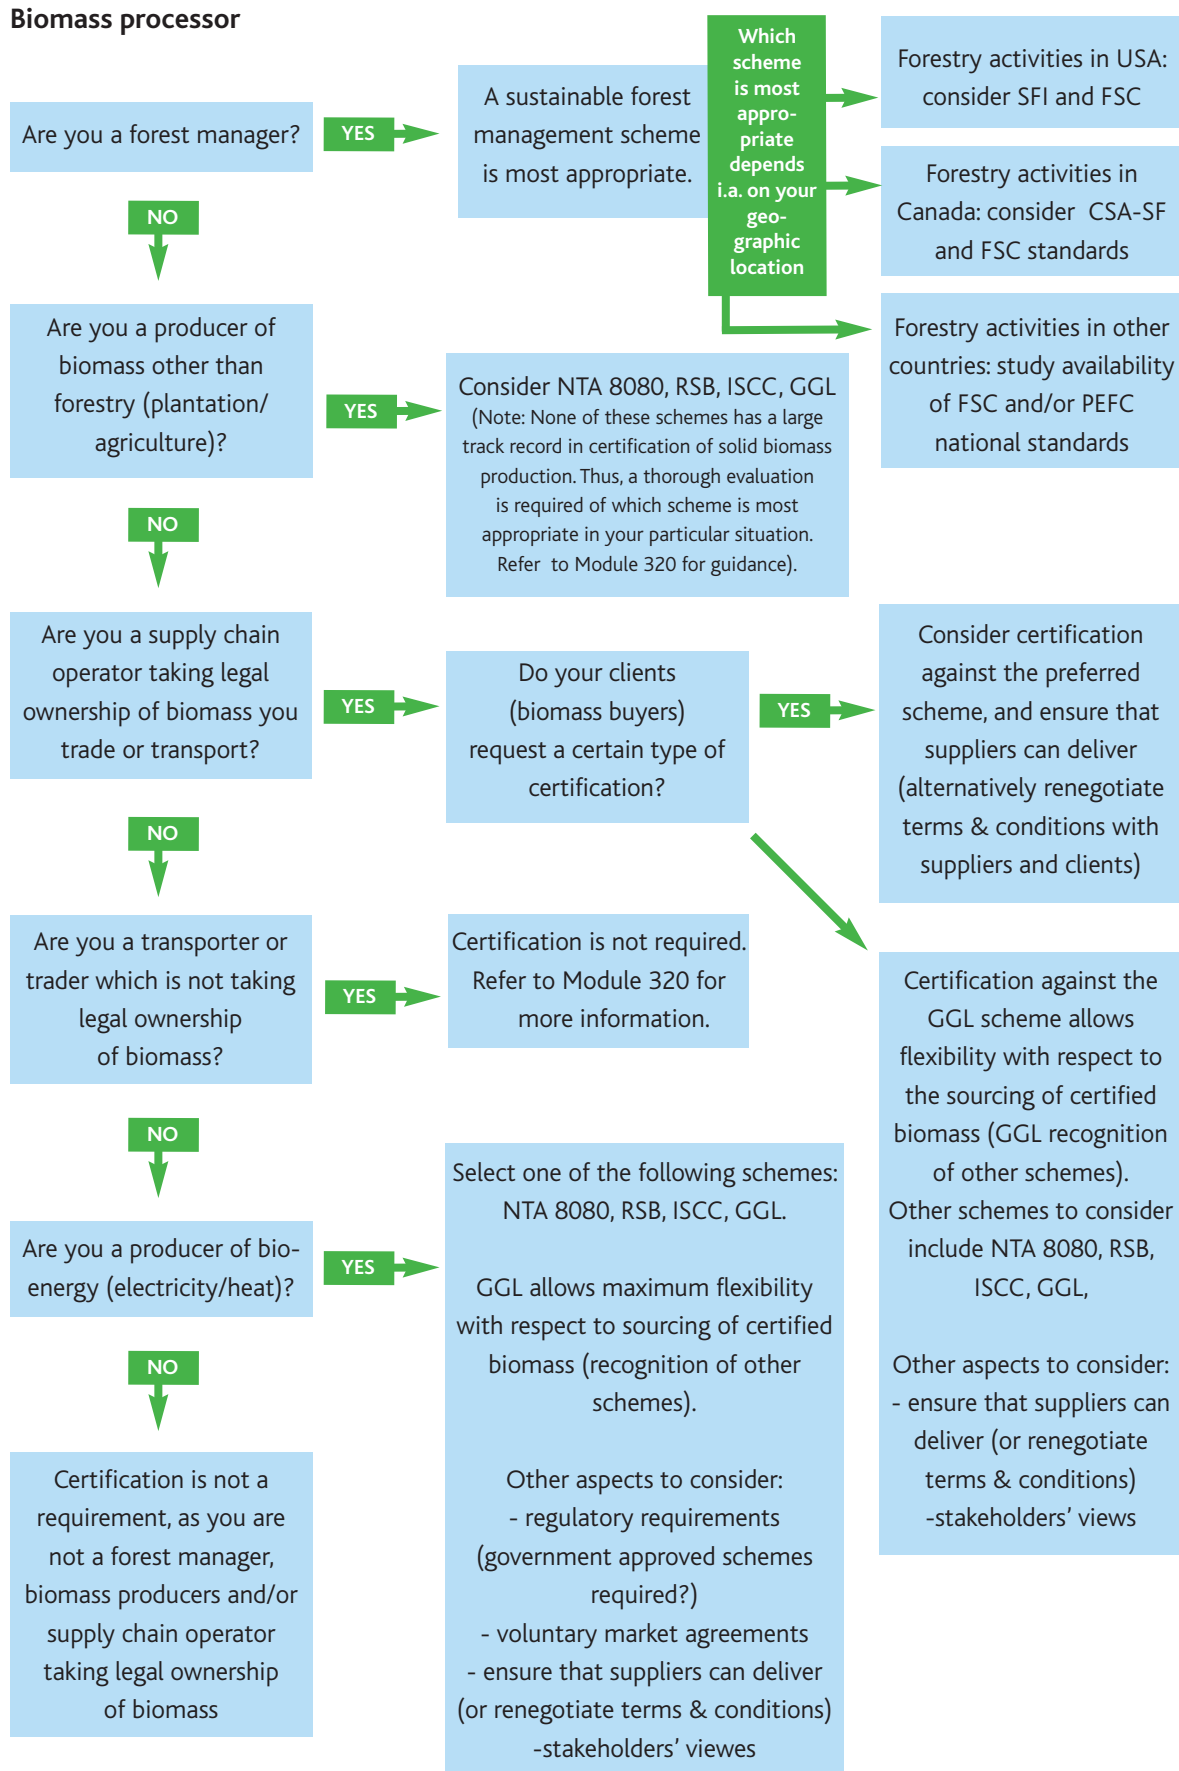 Biomass processor
Are you a forest manager?
YES
A sustainable forest
management scheme
is most appropriate.
Which
scheme
is most
appro-
priate
depends
i.a. on your
geo-
graphic
location
Forestry activities in USA:
consider SFI and FSC
Forestry activities in
Canada: consider CSA-SF
and FSC standards
Forestry activities in other
countries: study availability
of FSC and/or PEFC
national standards
NO
Are you a producer of
biomass other than
forestry (plantation/
agriculture)?
YES
Consider NTA 8080, RSB, ISCC, GGL
(Note: None of these schemes has a large
track record in certification of solid biomass
production. Thus, a thorough evaluation
is required of which scheme is most
appropriate in your particular situation.
Refer to Module 320 for guidance).
NO
Are you a supply chain
operator taking legal
ownership of biomass you
trade or transport?
YES
Do your clients
(biomass buyers)
request a certain type of
certification?
YES
Consider certification
against the preferred
scheme, and ensure that
suppliers can deliver
(alternatively renegotiate
terms & conditions with
suppliers and clients)
NO
Are you a transporter or
trader which is not taking
legal ownership
of biomass?
YES
Certification is not required.
Refer to Module 320 for
more information.
Certification against the
GGL scheme allows
flexibility with respect to
the sourcing of certified
biomass (GGL recognition
of other schemes).
Other schemes to consider
include NTA 8080, RSB,
ISCC, GGL,
Other aspects to consider:
- ensure that suppliers can
deliver (or renegotiate
terms & conditions)
-stakeholders’ views
NO
Are you a producer of bio-
energy (electricity/heat)?
YES
Select one of the following schemes:
NTA 8080, RSB, ISCC, GGL.
GGL allows maximum flexibility
with respect to sourcing of certified
biomass (recognition of other
schemes).
Other aspects to consider:
- regulatory requirements
(government approved schemes
required?)
- voluntary market agreements
- ensure that suppliers can deliver
(or renegotiate terms & conditions)
-stakeholders’ viewes
NO
Certification is not a
requirement, as you are
not a forest manager,
biomass producers and/or
supply chain operator
taking legal ownership
of biomass